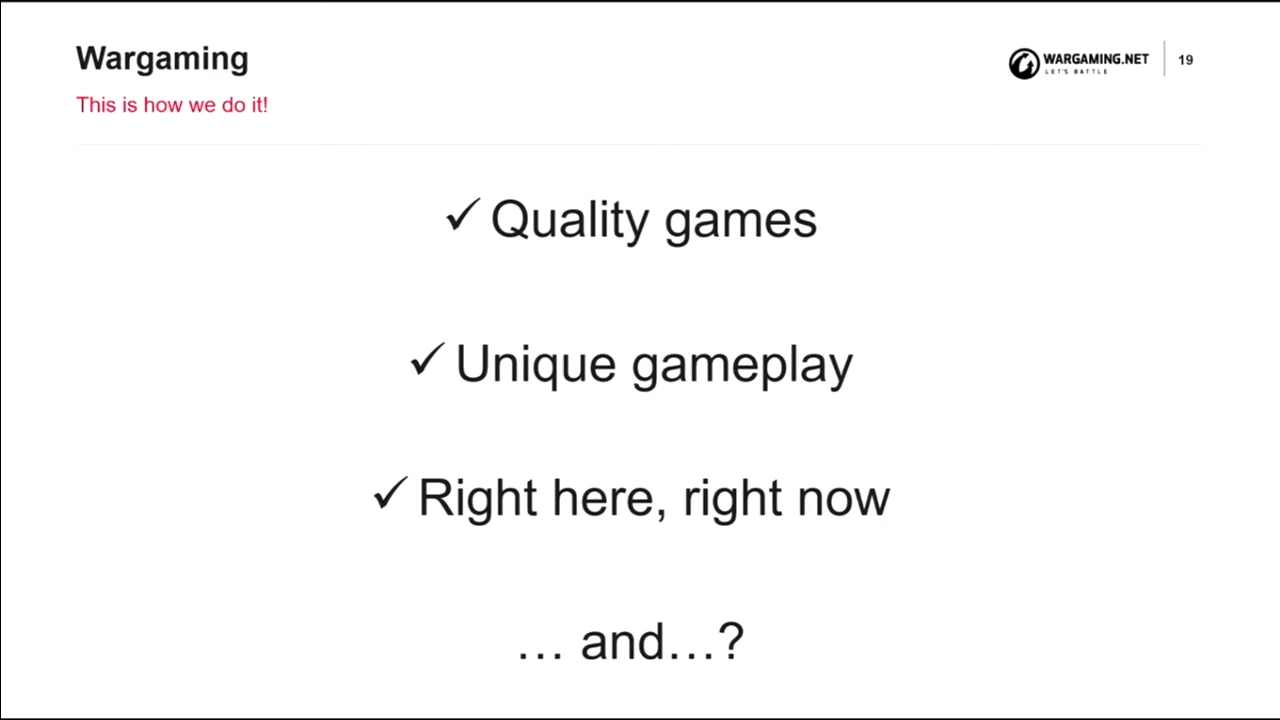 Wargaming
This is how we do it!
WARGAMING.NET
LET'S BATTLE
19
✓ Quality games
✓ Unique gameplay
✓ Right here, right now
… and…?